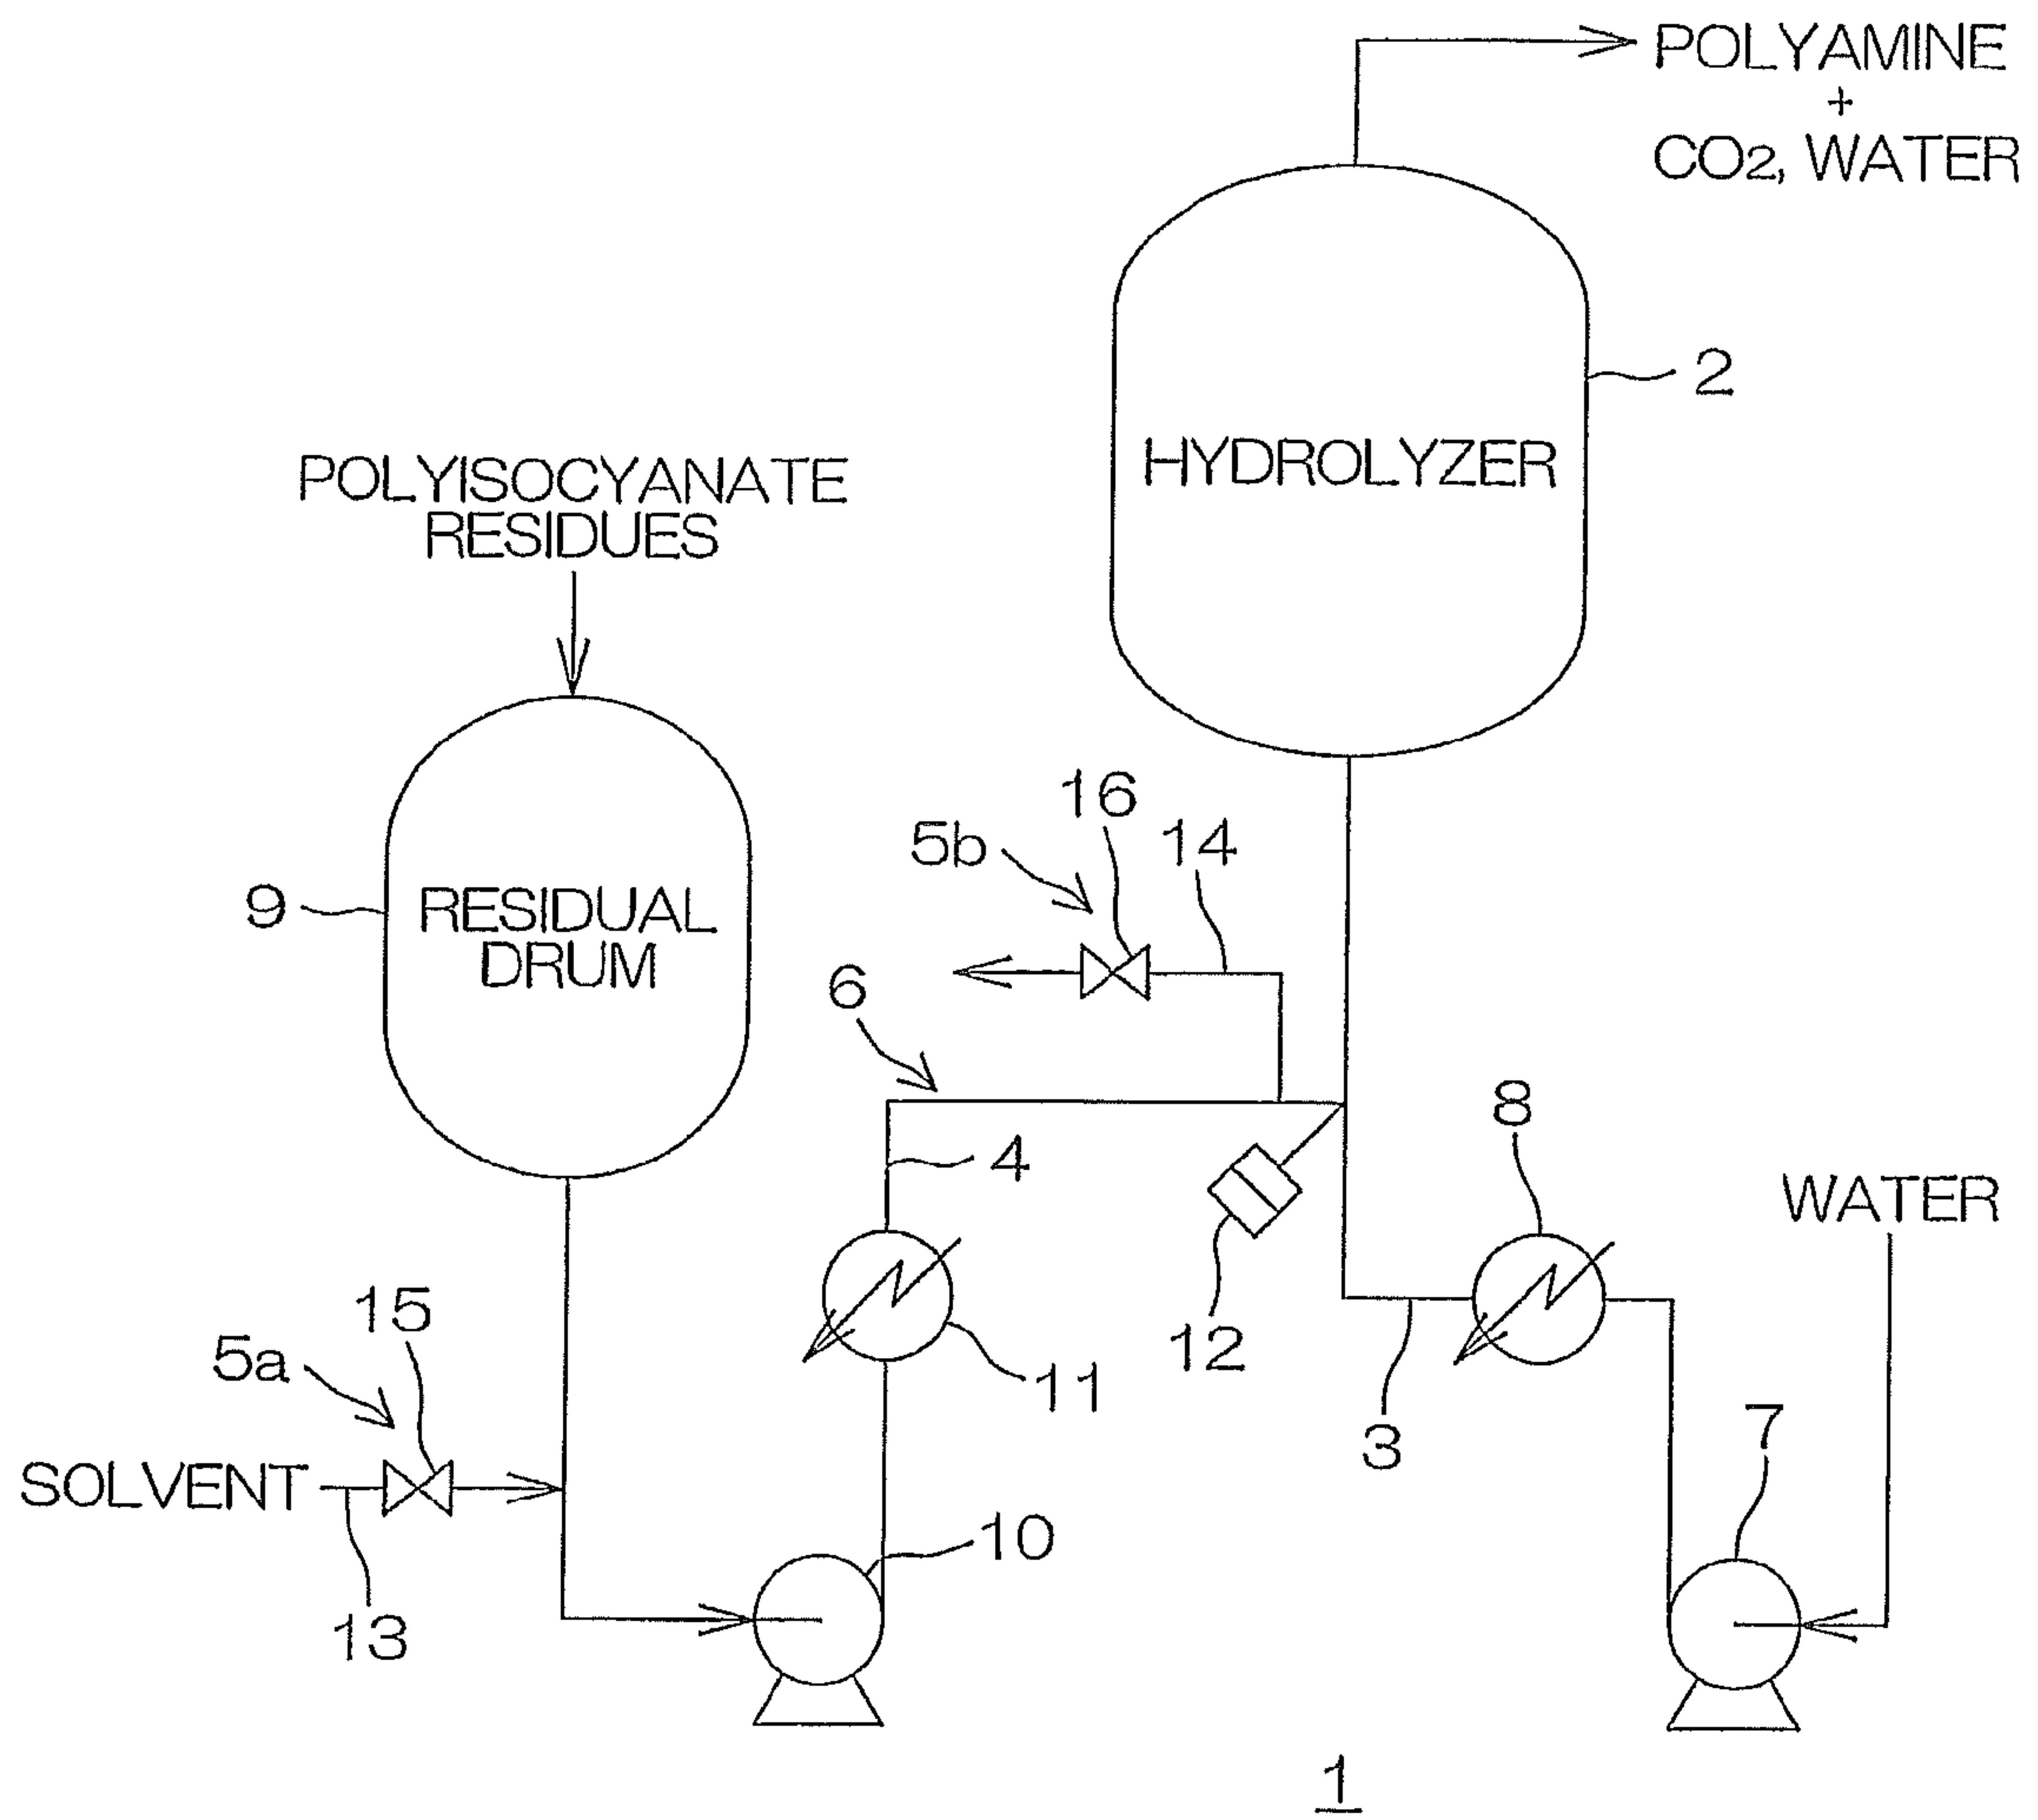 POLYAMINE
+
CO2, WATER
2
HYDROLYZER
POLYISOCYANATE
RESIDUES
16
5b
14
9
RESIDUAL
DRUM
6
8
4
WATER
12
15
5a
11
3
7
SOLVENT
10
13
1